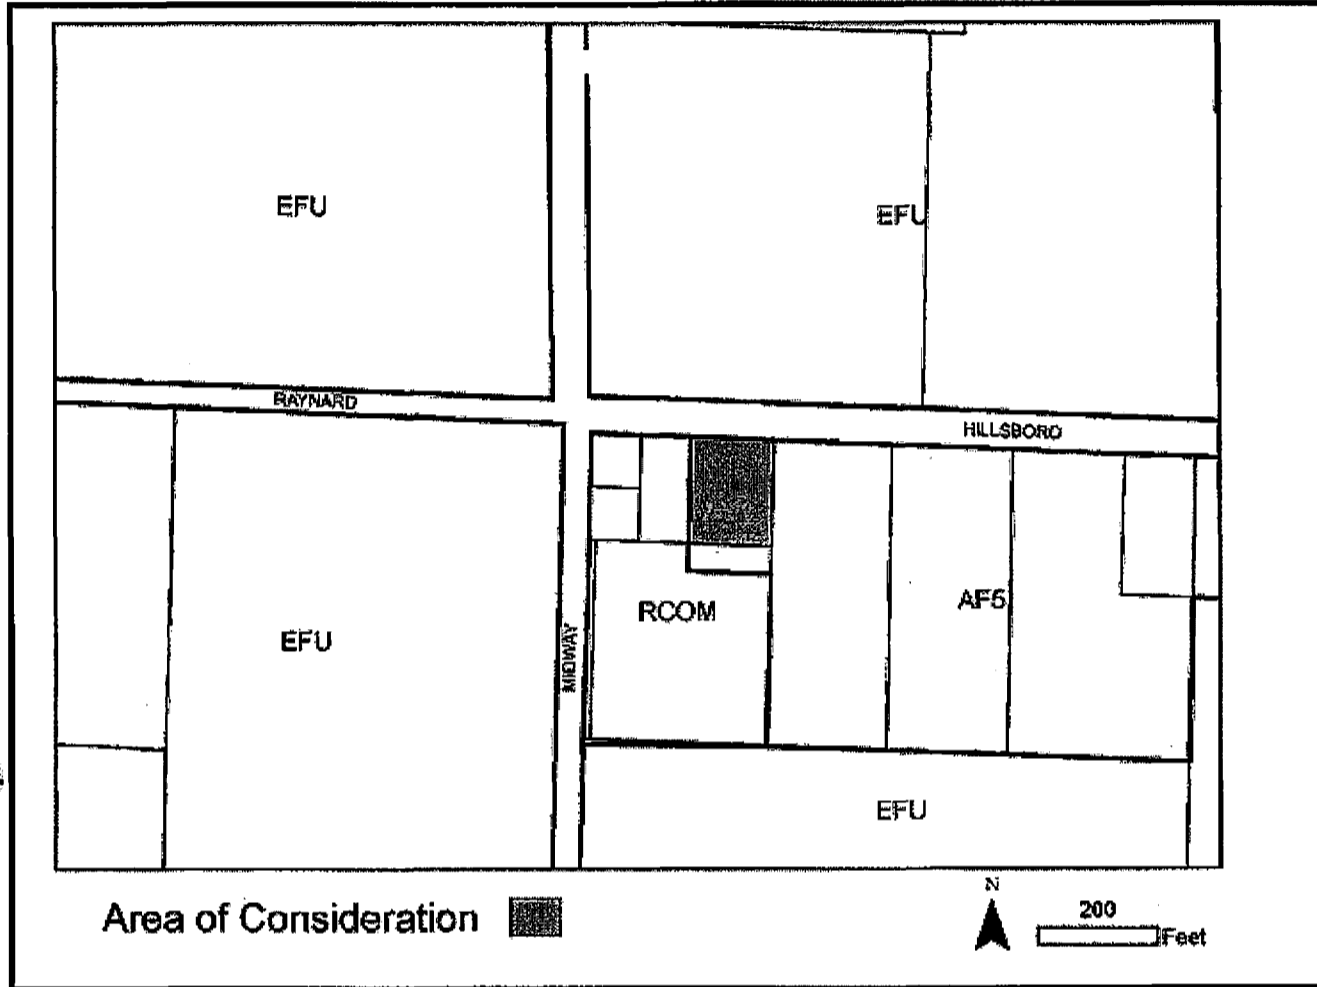 EFU
EFU
RAYNARD
HILLSBORO
RCOM
AF5
EFU
MIDWAY
EFU
Area of Consideration
N
200
Feet